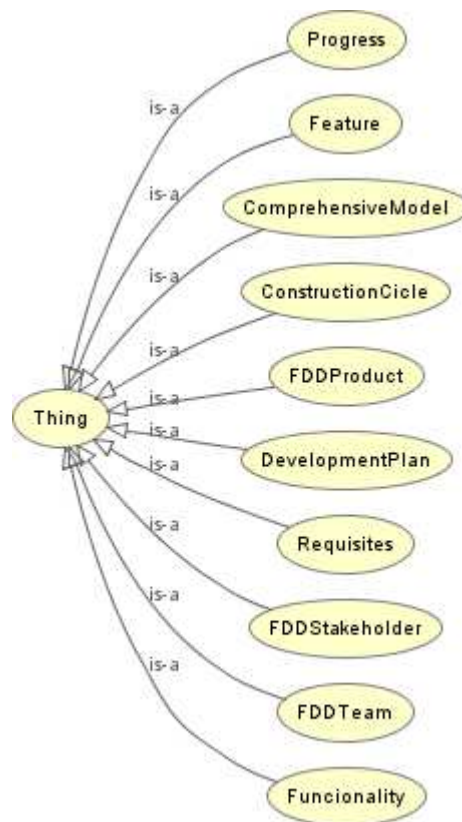 Progress
is-a
Feature
is-a
ComprehensiveModel
is-a
ConstructionCicle
is-a
FDDProduct
is-a
Thing
is-a
DevelopmentPlan
is-a
Requisites
is-a
FDDStakeholder
is-a
FDDTeam
is-a
Funcionality